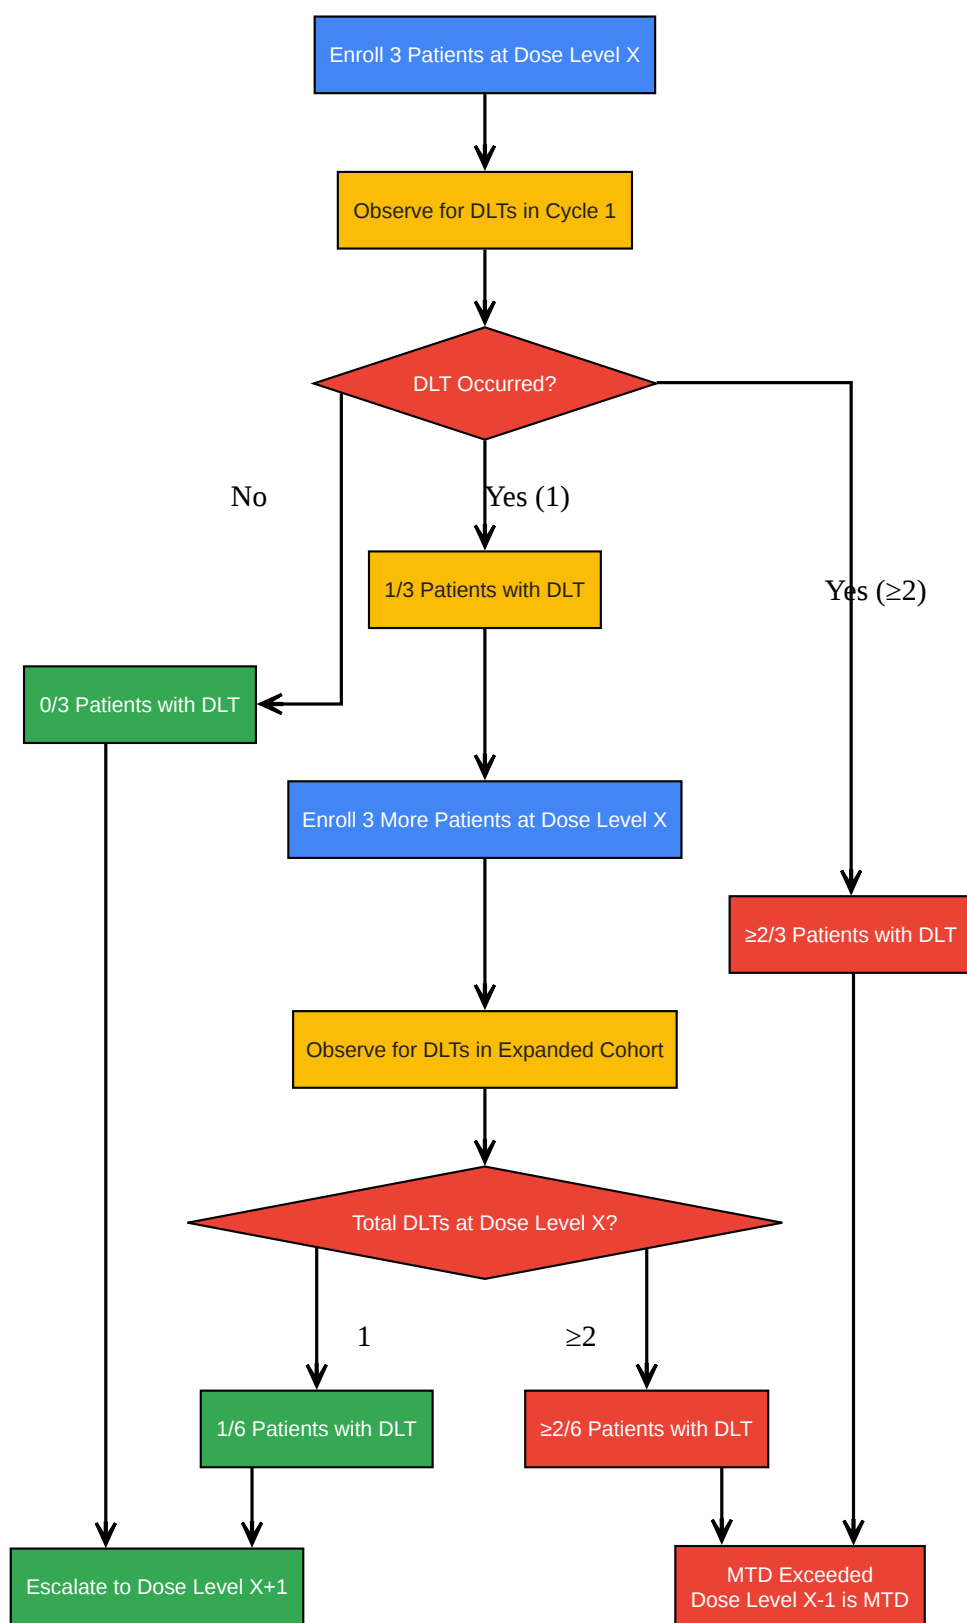 Enroll 3 Patients at Dose Level X
Observe for DLTs in Cycle 1
DLT Occurred?
No
Yes (1)
Yes (≥2)
1/3 Patients with DLT
0/3 Patients with DLT
Enroll 3 More Patients at Dose Level X
≥2/3 Patients with DLT
Observe for DLTs in Expanded Cohort
Total DLTs at Dose Level X?
1
≥2
1/6 Patients with DLT
≥2/6 Patients with DLT
Escalate to Dose Level X+1
MTD Exceeded
Dose Level X-1 is MTD